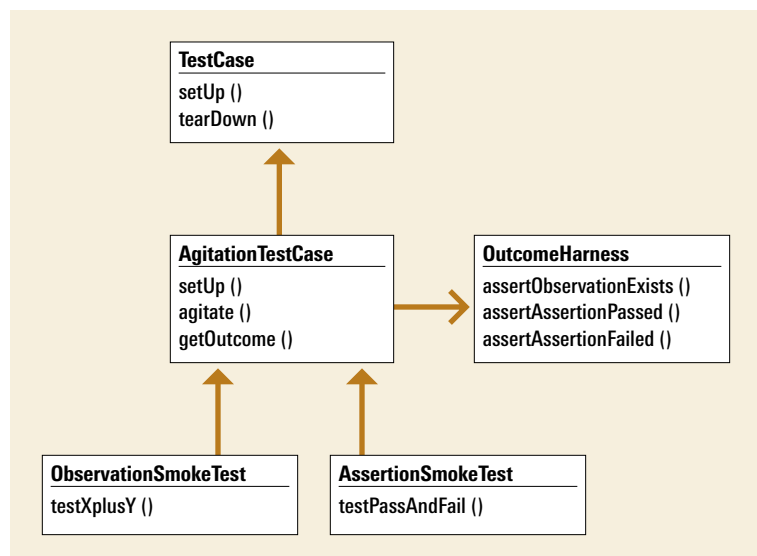 TestCase
setUp ()
tearDown ()
AgitationTestCase
setUp ()
agitate ()
getOutcome ()
OutcomeHarness
assertObservationExists ()
assertAssertionPassed ()
assertAssertionFailed ()
ObservationSmokeTest
testXplusY ()
AssertionSmokeTest
testPassAndFail ()